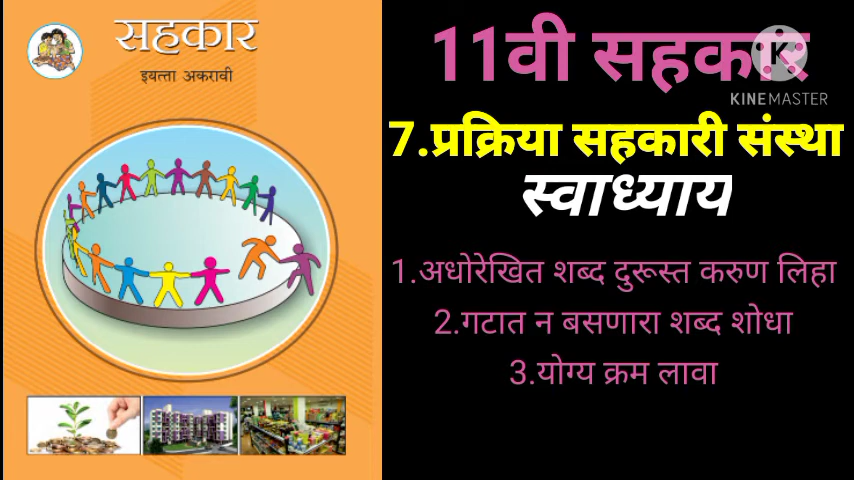 सहकार
इयत्ता अकरावी
11वी सहकार
KINEMASTER
7.प्रक्रिया सहकारी संस्था
स्वाध्याय
1.अधोरेखित शब्द दुरूस्त करुण लिहा
2.गटात न बसणारा शब्द शोधा
3.योग्य क्रम लावा